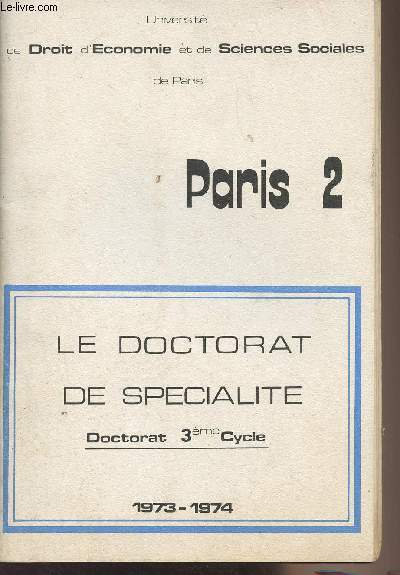 Le-livre.com
Université
de Droit d'Economie et de Sciences Sociales
de Paris
Paris 2
LE DOCTORAT
DE SPECIALITE
Doctorat 3ème Cycle
1973-1974